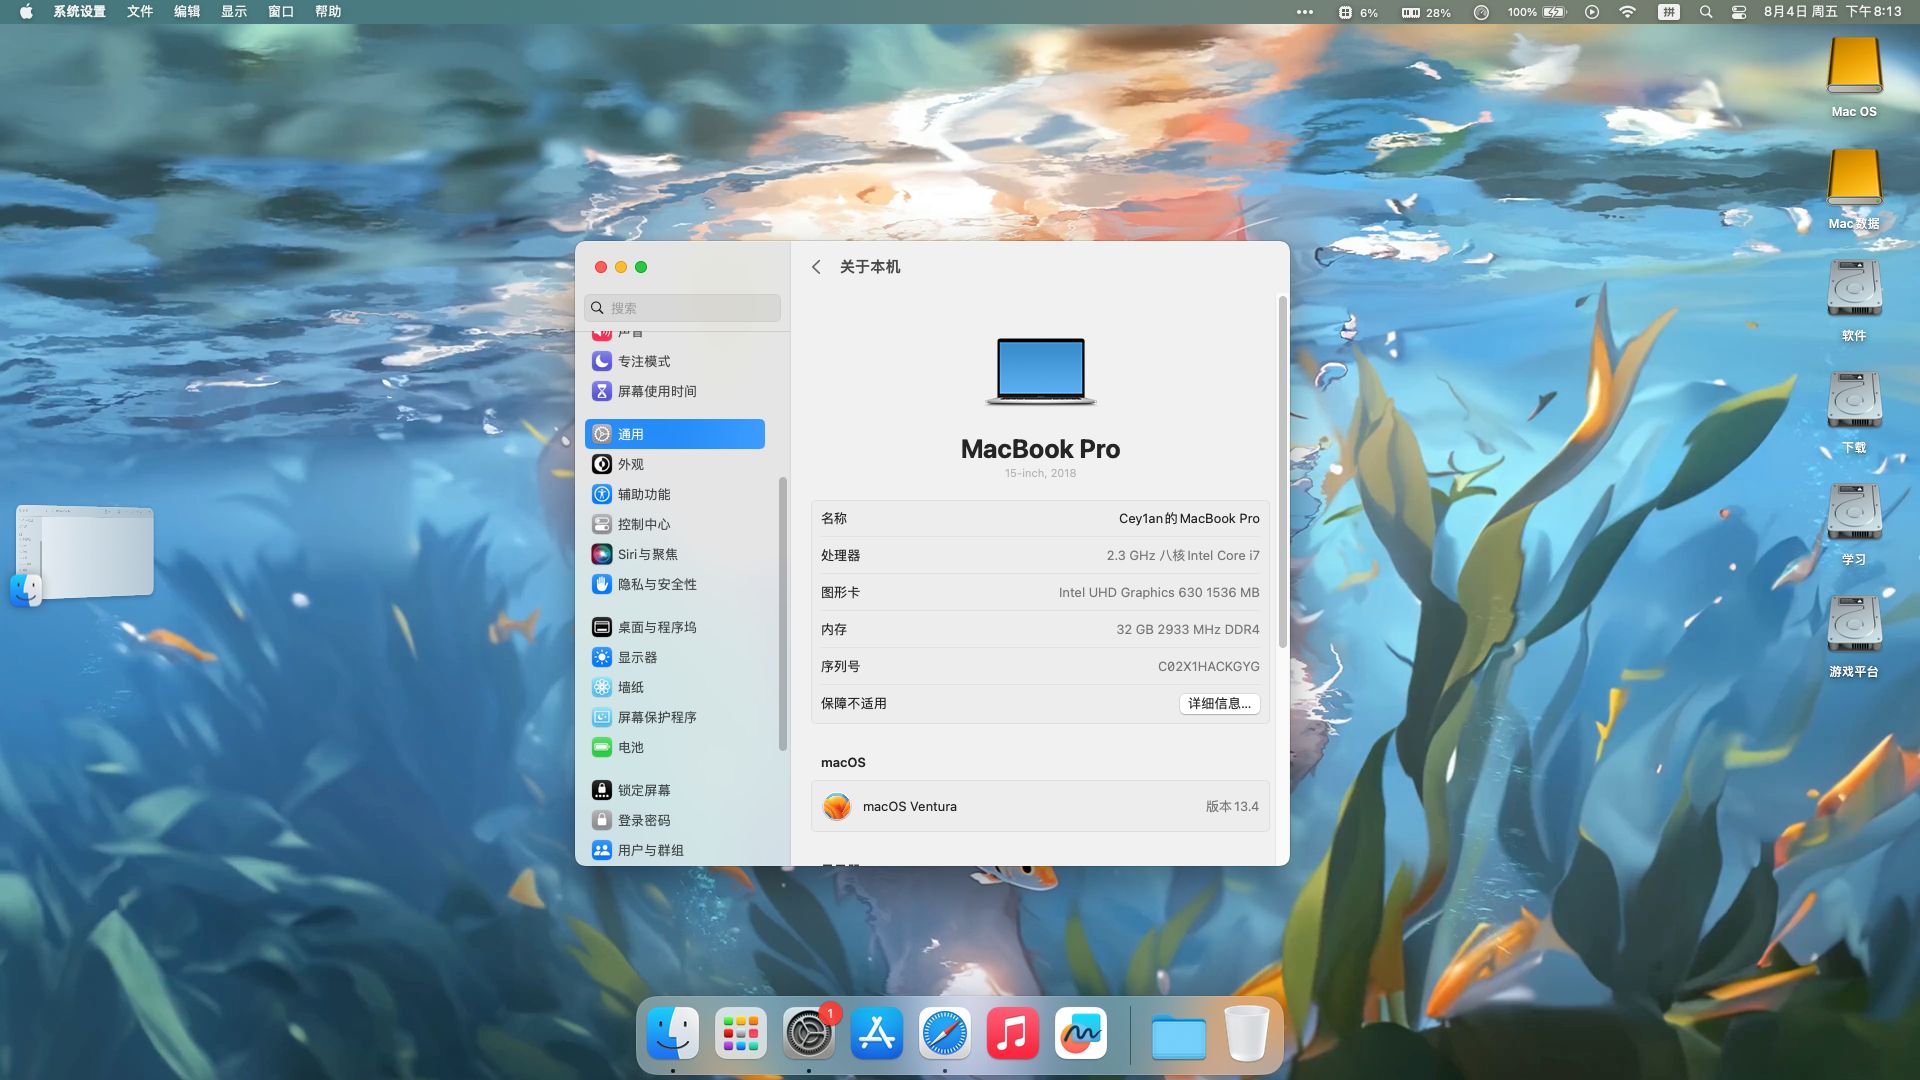 系统设置 文件 编辑 显示 窗口 帮助
6% 28% 100% 拼 8月4日 周五 下午8:13
Mac OS
Mac数据
软件
下载
学习
游戏平台
搜索
声音
专注模式
屏幕使用时间
通用
外观
辅助功能
控制中心
Siri与聚焦
隐私与安全性
桌面与程序坞
显示器
墙纸
屏幕保护程序
电池
锁定屏幕
登录密码
用户与群组
关于本机
MacBook Pro
15-inch, 2018
名称 Cey1an的MacBook Pro
处理器 2.3 GHz 八核Intel Core i7
图形卡 Intel UHD Graphics 630 1536 MB
内存 32 GB 2933 MHz DDR4
序列号 C02X1HACKGYG
保障不适用 详细信息...
macOS
macOS Ventura 版本13.4
1